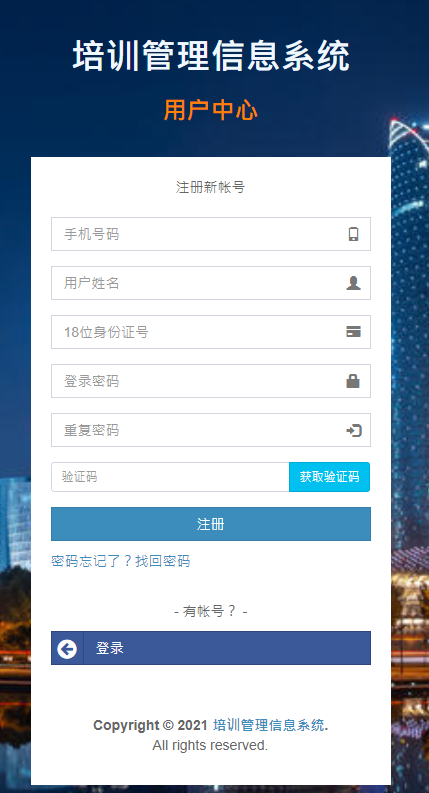 培训管理信息系统
用户中心
注册新帐号
手机号码
用户姓名
18位身份证号
登录密码
重复密码
验证码 获取验证码
注册
密码忘记了？找回密码
- 有帐号？ -
登录
Copyright © 2021 培训管理信息系统.
All rights reserved.